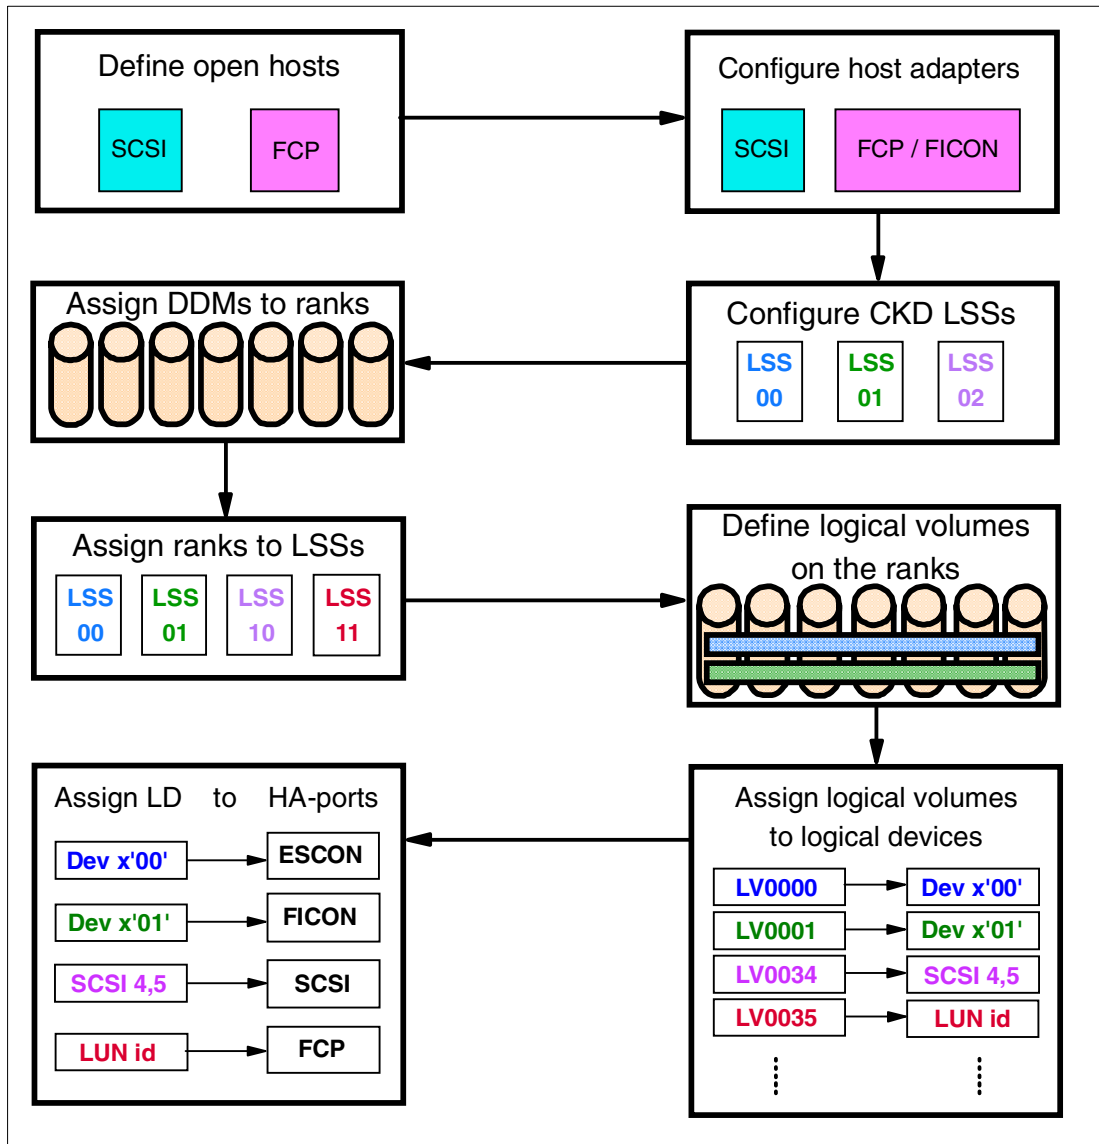 Define open hosts
SCSI
FCP
Configure host adapters
SCSI
FCP / FICON
Configure CKD LSSs
LSS
00
LSS
01
LSS
02
Assign DDMs to ranks
Assign ranks to LSSs
LSS
00
LSS
01
LSS
10
LSS
11
Define logical volumes
on the ranks
Assign logical volumes
to logical devices
LV0000 Dev x'00'
LV0001 Dev x'01'
LV0034 SCSI 4,5
LV0035 LUN id
Assign LD to HA-ports
Dev x'00' ESCON
Dev x'01' FICON
SCSI 4,5 SCSI
LUN id FCP